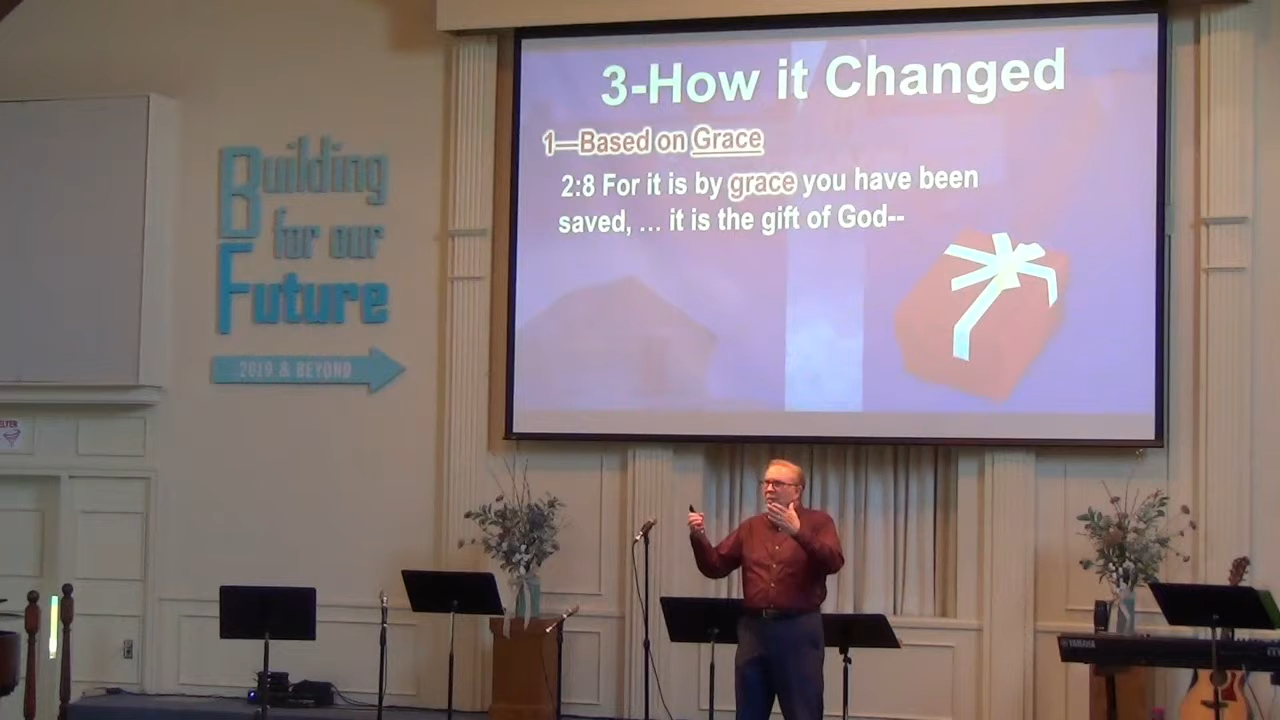 Building
for our
Future
2019 & BEYOND
3-How it Changed
1—Based on Grace
2:8 For it is by grace you have been
saved, … it is the gift of God--
YAMAHA